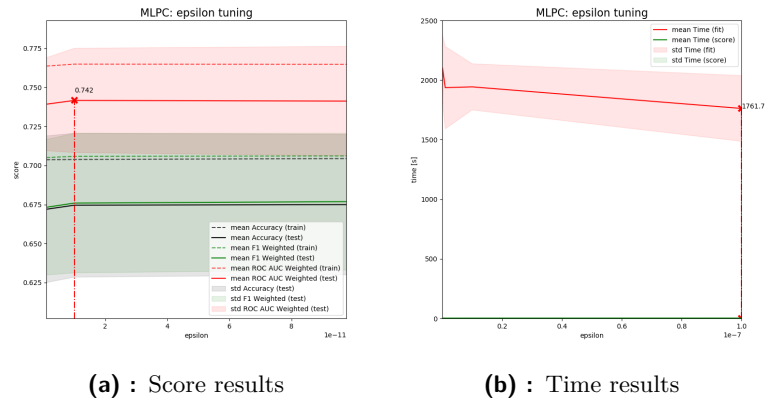 MLPC: epsilon tuning
score
0.775
0.750
0.725
0.700
0.675
0.650
0.625
0.742
mean Accuracy (train)
mean Accuracy (test)
mean F1 Weighted (train)
mean F1 Weighted (test)
mean ROC AUC Weighted (train)
mean ROC AUC Weighted (test)
std Accuracy (test)
std F1 Weighted (test)
std ROC AUC Weighted (test)
2 4 6 8
1e−11
epsilon
(a) : Score results
MLPC: epsilon tuning
time [s]
2500
2000
1500
1000
500
0
mean Time (fit)
mean Time (score)
std Time (fit)
std Time (score)
1761.7
0.2 0.4 0.6 0.8 1.0
1e−7
epsilon
(b) : Time results